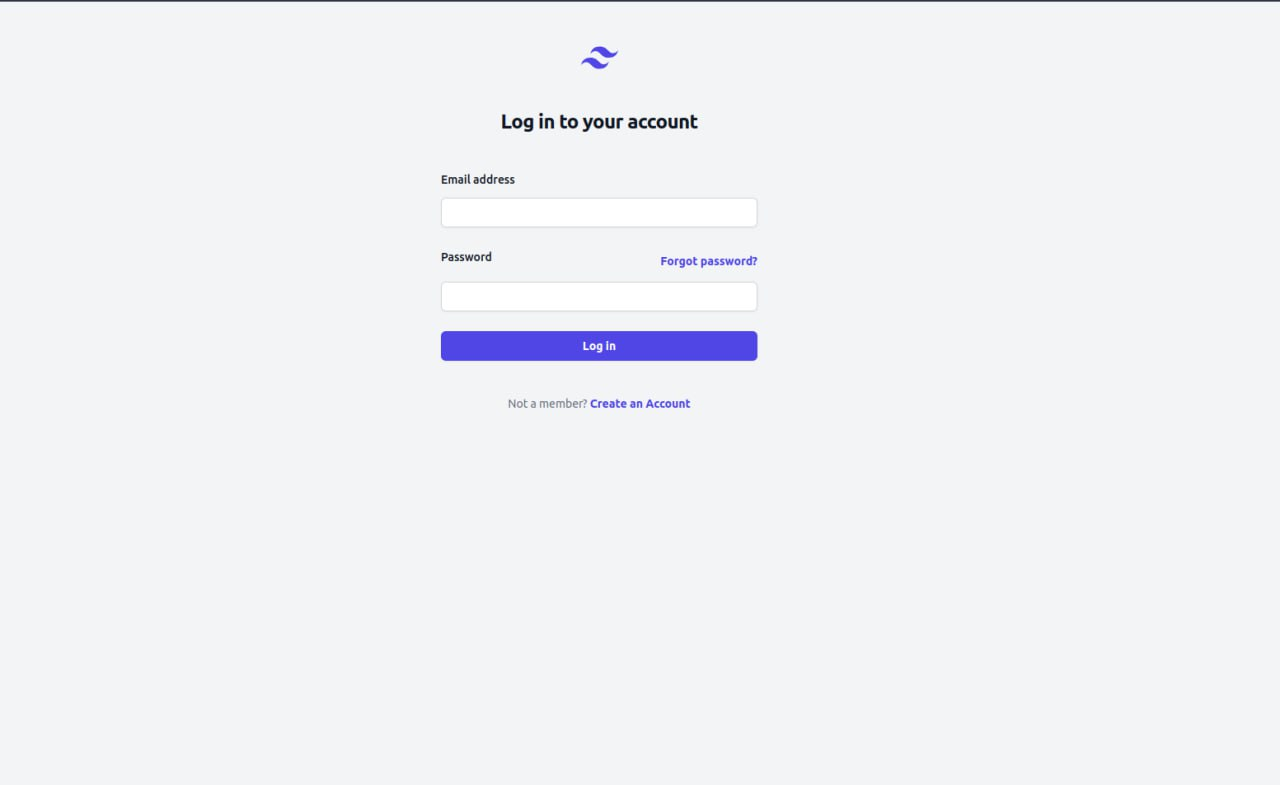 Log in to your account
Email address
Password
Forgot password?
Log in
Not a member? Create an Account